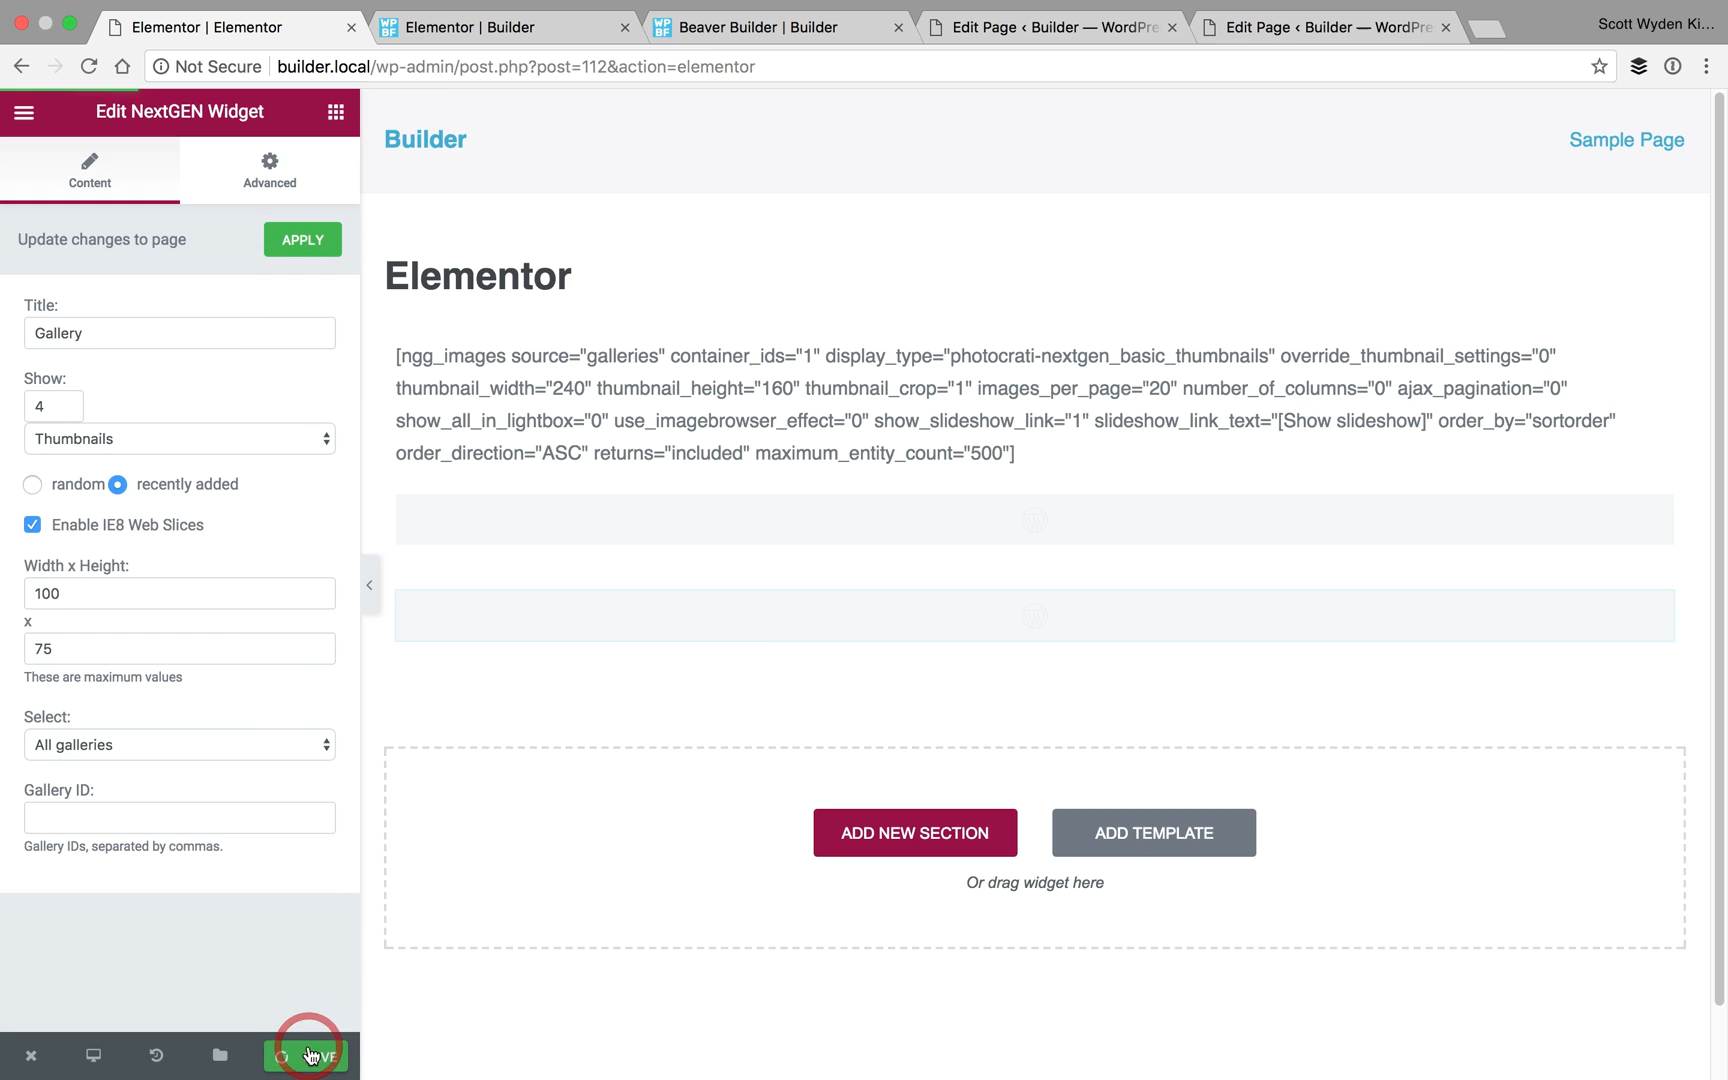 Elementor | Elementor
Elementor | Builder
Beaver Builder | Builder
Edit Page ‹ Builder — WordPre
Edit Page ‹ Builder — WordPre
Scott Wyden Ki...
Not Secure
builder.local/wp-admin/post.php?post=112&action=elementor
Edit NextGEN Widget
Content
Advanced
Update changes to page
APPLY
Title:
Gallery
Show:
4
Thumbnails
random
recently added
Enable IE8 Web Slices
Width x Height:
100
x
75
These are maximum values
Select:
All galleries
Gallery ID:
Gallery IDs, separated by commas.
Builder
Sample Page
Elementor
[ngg_images source="galleries" container_ids="1" display_type="photocrati-nextgen_basic_thumbnails" override_thumbnail_settings="0"
thumbnail_width="240" thumbnail_height="160" thumbnail_crop="1" images_per_page="20" number_of_columns="0" ajax_pagination="0"
show_all_in_lightbox="0" use_imagebrowser_effect="0" show_slideshow_link="1" slideshow_link_text="[Show slideshow]" order_by="sortorder"
order_direction="ASC" returns="included" maximum_entity_count="500"]
ADD NEW SECTION
ADD TEMPLATE
Or drag widget here